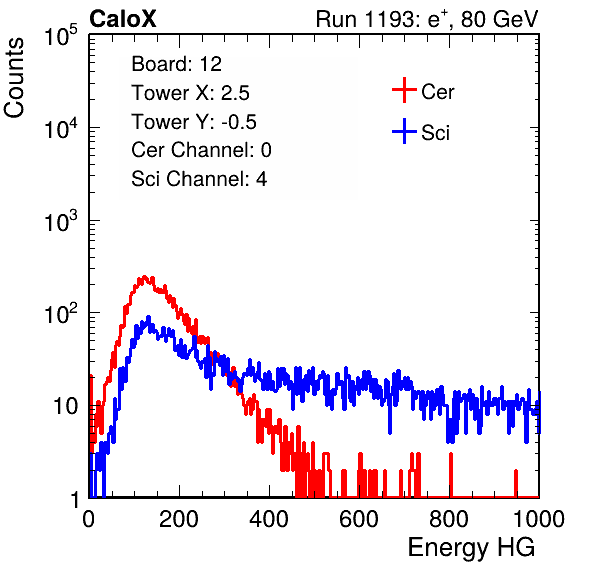 CaloX Run 1193: e⁺, 80 GeV
Counts
Board: 12
Tower X: 2.5
Tower Y: -0.5
Cer Channel: 0
Sci Channel: 4
Cer
Sci
10⁵
10⁴
10³
10²
10
1
0 200 400 600 800 1000
Energy HG